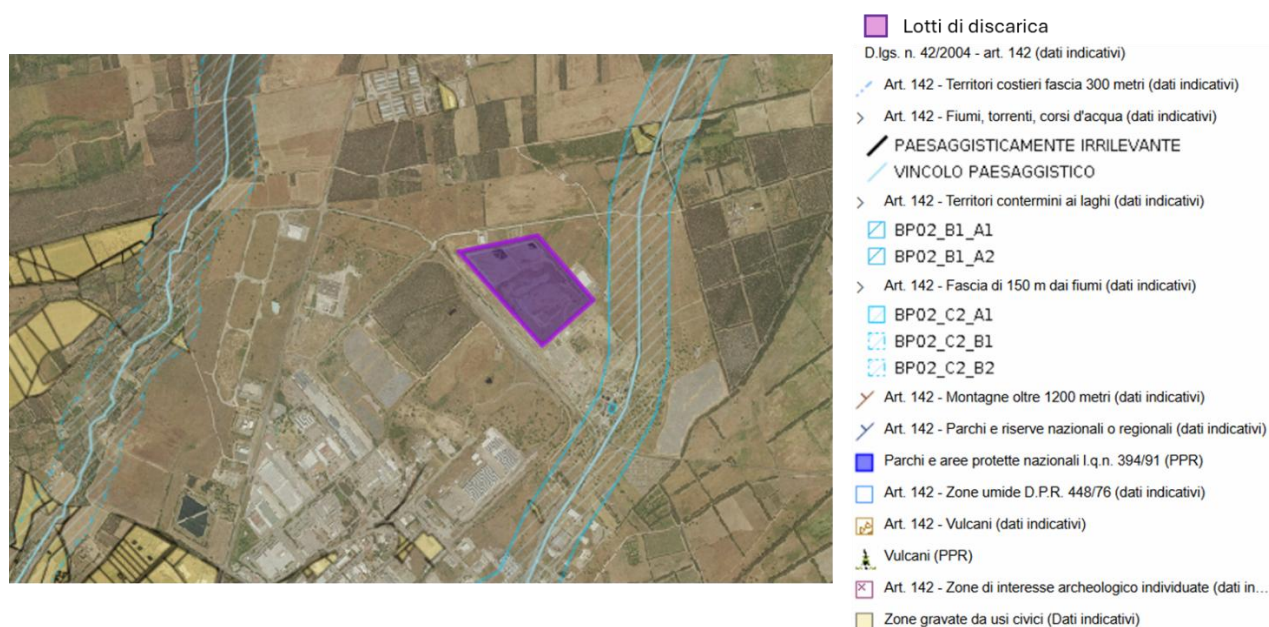 Lotti di discarica
D.lgs. n. 42/2004 - art. 142 (dati indicativi)
Art. 142 - Territori costieri fascia 300 metri (dati indicativi)
Art. 142 - Fiumi, torrenti, corsi d'acqua (dati indicativi)
PAESAGGISTICAMENTE IRRILEVANTE
VINCOLO PAESAGGISTICO
Art. 142 - Territori contermini ai laghi (dati indicativi)
BP02_B1_A1
BP02_B1_A2
Art. 142 - Fascia di 150 m dai fiumi (dati indicativi)
BP02_C2_A1
BP02_C2_B1
BP02_C2_B2
Art. 142 - Montagne oltre 1200 metri (dati indicativi)
Art. 142 - Parchi e riserve nazionali o regionali (dati indicativi)
Parchi e aree protette nazionali l.q.n. 394/91 (PPR)
Art. 142 - Zone umide D.P.R. 448/76 (dati indicativi)
Art. 142 - Vulcani (dati indicativi)
Vulcani (PPR)
Art. 142 - Zone di interesse archeologico individuate (dati in...
Zone gravate da usi civici (Dati indicativi)